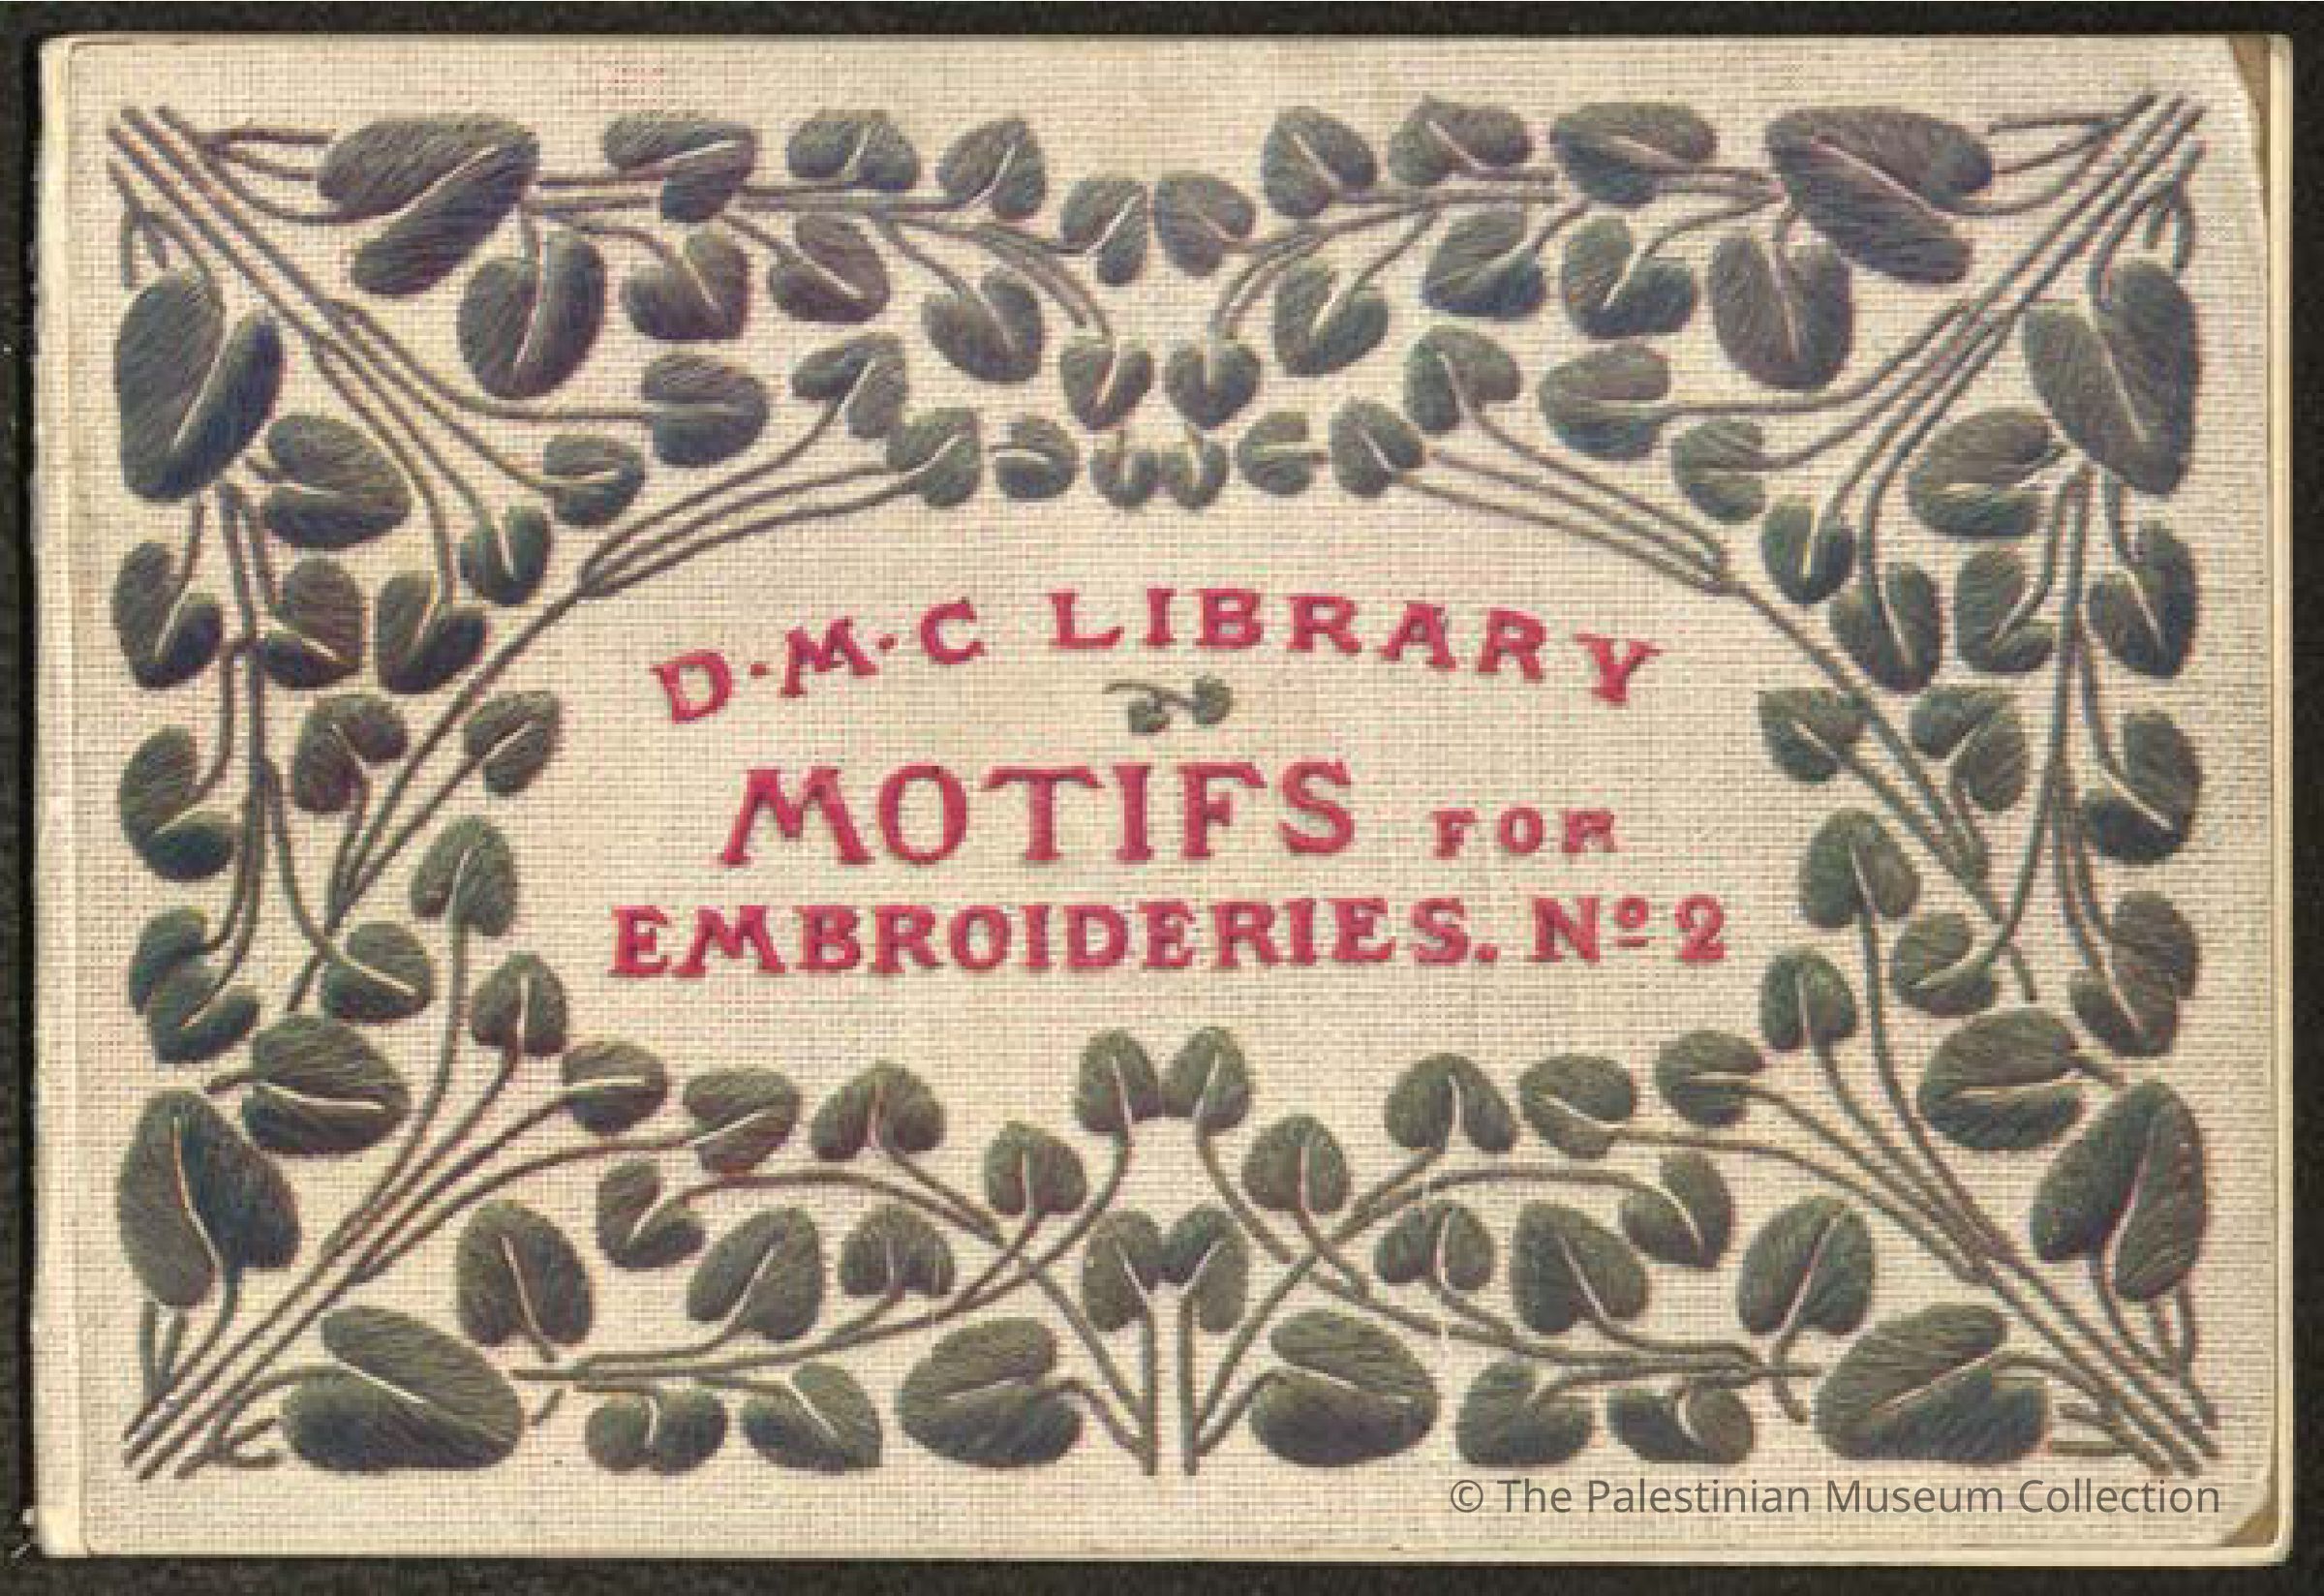 D·M·C LIBRARY
MOTIFS FOR
EMBROIDERIES. Nº 2
© The Palestinian Museum Collection